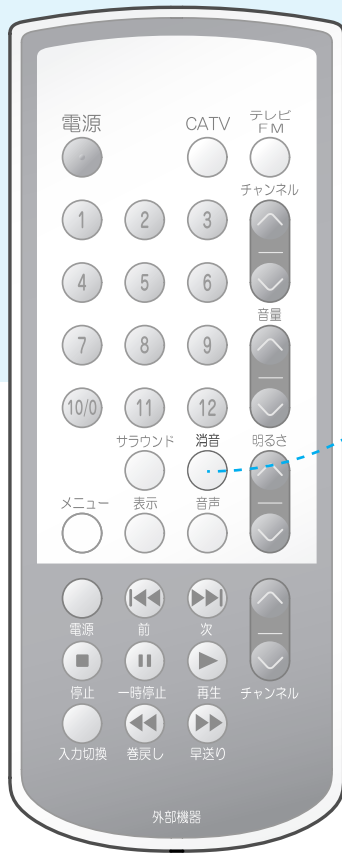 電源
CATV
テレビ
FM
チャンネル
1
2
3
4
5
6
音量
7
8
9
10/0
11
12
サラウンド
消音
明るさ
メニュー
表示
音声
電源
前
次
停止
一時停止
再生
チャンネル
入力切換
巻戻し
早送り
外部機器